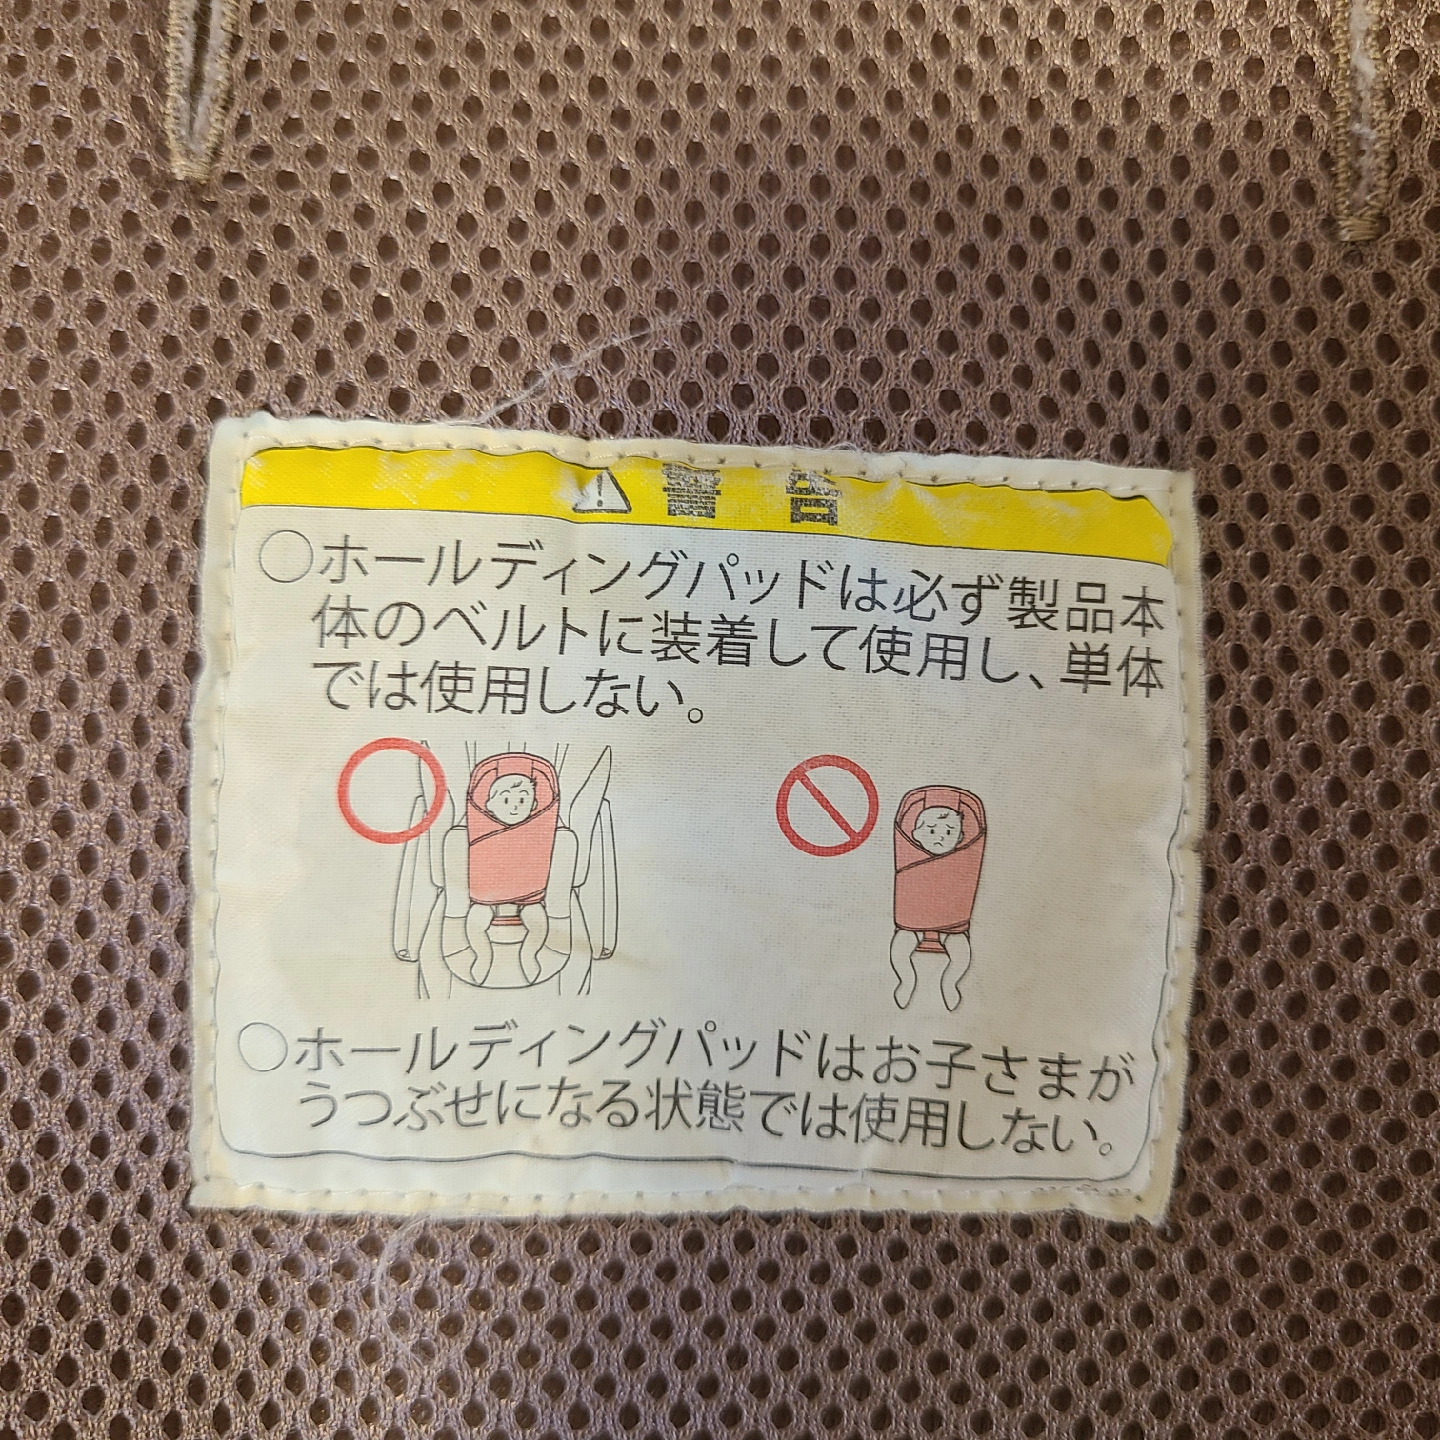 ⚠警告
○ホールディングパッドは必ず製品本
体のベルトに装着して使用し、単体
では使用しない。
○ホールディングパッドはお子さまが
うつぶせになる状態では使用しない。